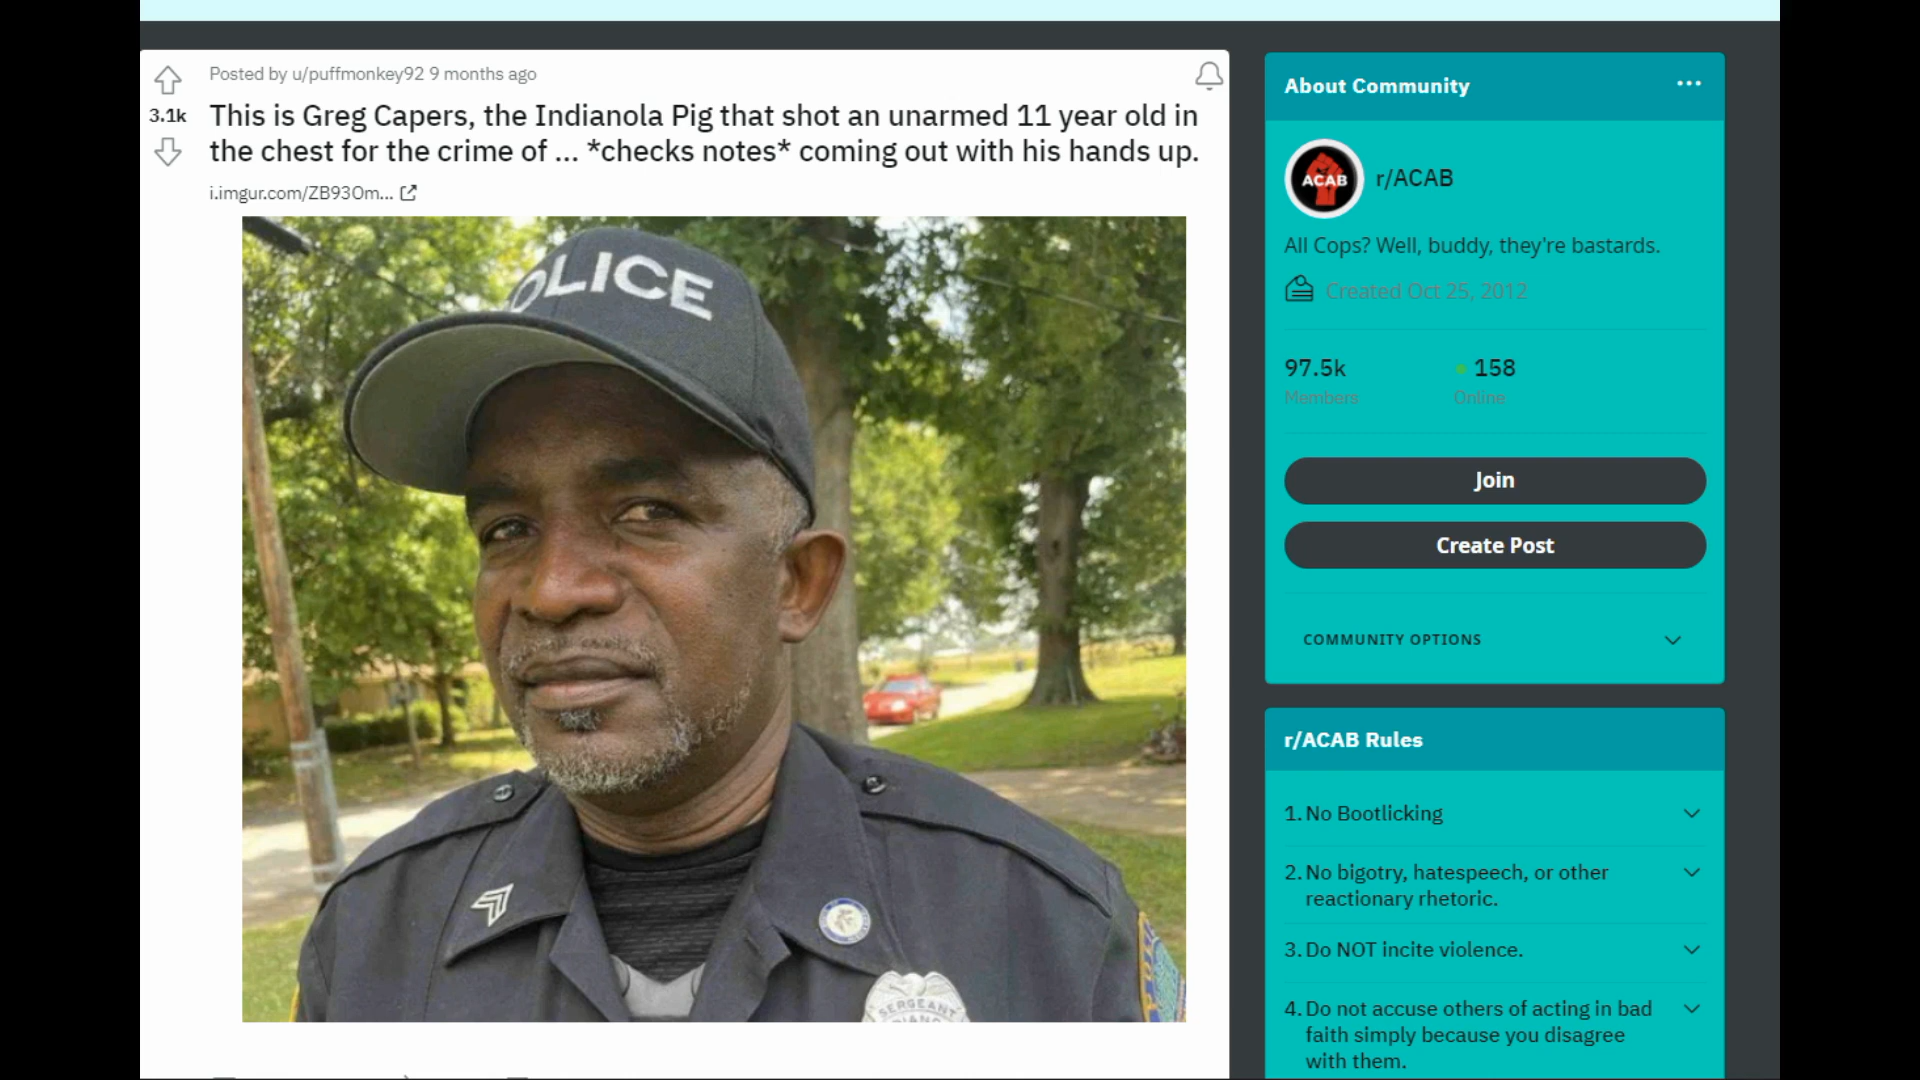 Posted by u/puffmonkey92 9 months ago
3.1k
This is Greg Capers, the Indianola Pig that shot an unarmed 11 year old in
the chest for the crime of ... *checks notes* coming out with his hands up.
i.imgur.com/ZB93Om...
OLICE
SERGEANT
About Community
ACAB
r/ACAB
All Cops? Well, buddy, they're bastards.
Created Oct 25, 2012
97.5k
158
Members
Online
Join
Create Post
COMMUNITY OPTIONS
r/ACAB Rules
1. No Bootlicking
2. No bigotry, hatespeech, or other
reactionary rhetoric.
3. Do NOT incite violence.
4. Do not accuse others of acting in bad
faith simply because you disagree
with them.